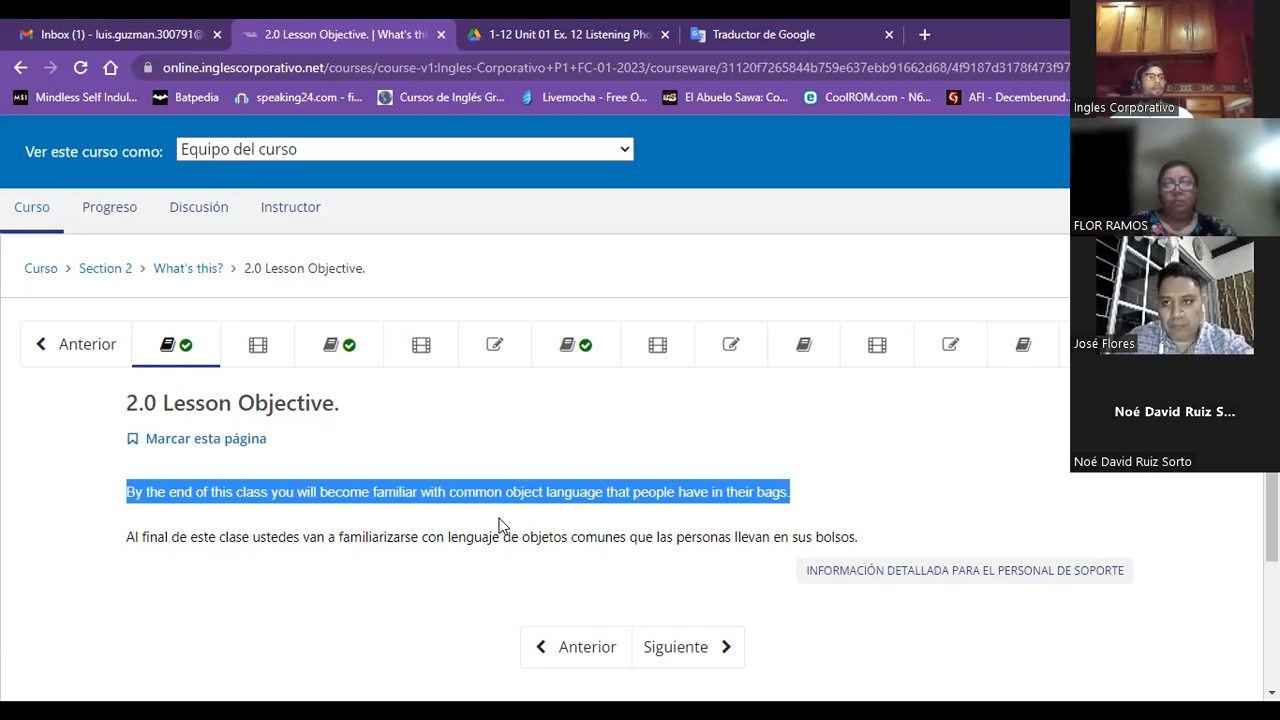 Inbox (1) - luis.guzman.300791@
2.0 Lesson Objective. | What's thi
1-12 Unit 01 Ex. 12 Listening Pho
Traductor de Google
online.inglescorporativo.net/courses/course-v1:Ingles-Corporativo+P1+FC-01-2023/courseware/31120f7265844b759e637ebb91662d68/4f9187d3178f473f97
Mindless Self Indul...
Batpedia
speaking24.com - fi...
Cursos de Inglés Gr...
Livemocha - Free O...
El Abuelo Sawa: Co...
CoolROM.com - N6...
AFI - Decemberund
Ver este curso como:
Equipo del curso
Curso
Progreso
Discusión
Instructor
Curso > Section 2 > What's this? > 2.0 Lesson Objective.
Anterior
2.0 Lesson Objective.
Marcar esta página
By the end of this class you will become familiar with common object language that people have in their bags.
Al final de este clase ustedes van a familiarizarse con lenguaje de objetos comunes que las personas llevan en sus bolsos.
INFORMACIÓN DETALLADA PARA EL PERSONAL DE SOPORTE
Anterior
Siguiente
Ingles Corporativo
FLOR RAMOS
José Flores
Noé David Ruiz S...
Noé David Ruiz Sorto